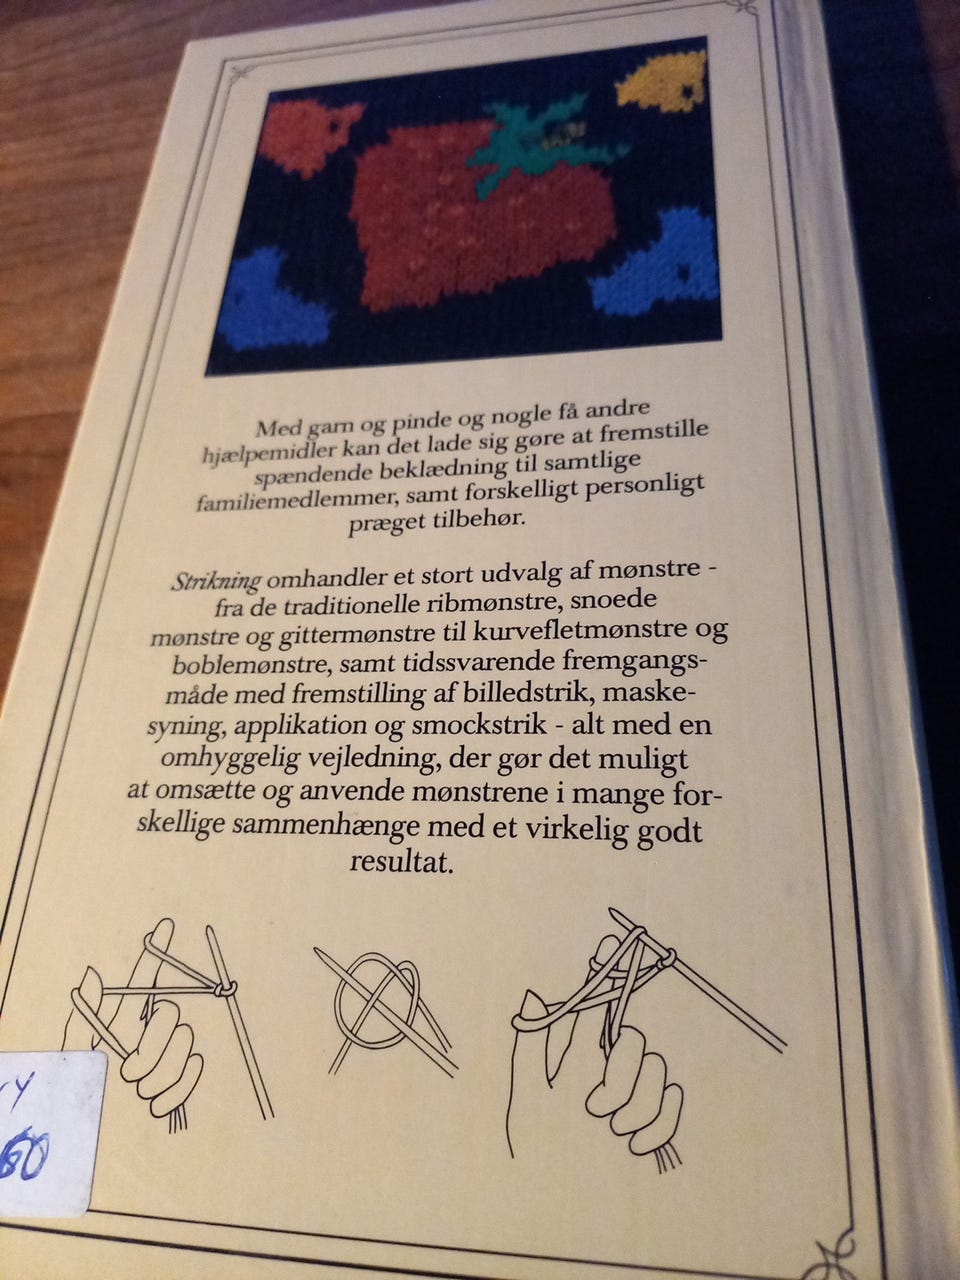 Med garn og pinde og nogle få andre
hjælpemidler kan det lade sig gøre at fremstille
spændende beklædning til samtlige
familiemedlemmer, samt forskelligt personligt
præget tilbehør.
Strikning omhandler et stort udvalg af mønstre -
fra de traditionelle ribmønstre, snoede
mønstre og gittermønstre til kurvefletmønstre og
boblemønstre, samt tidssvarende fremgangs-
måde med fremstilling af billedstrik, maske-
syning, applikation og smockstrik - alt med en
omhyggelig vejledning, der gør det muligt
at omsætte og anvende mønstrene i mange for-
skellige sammenhænge med et virkelig godt
resultat.